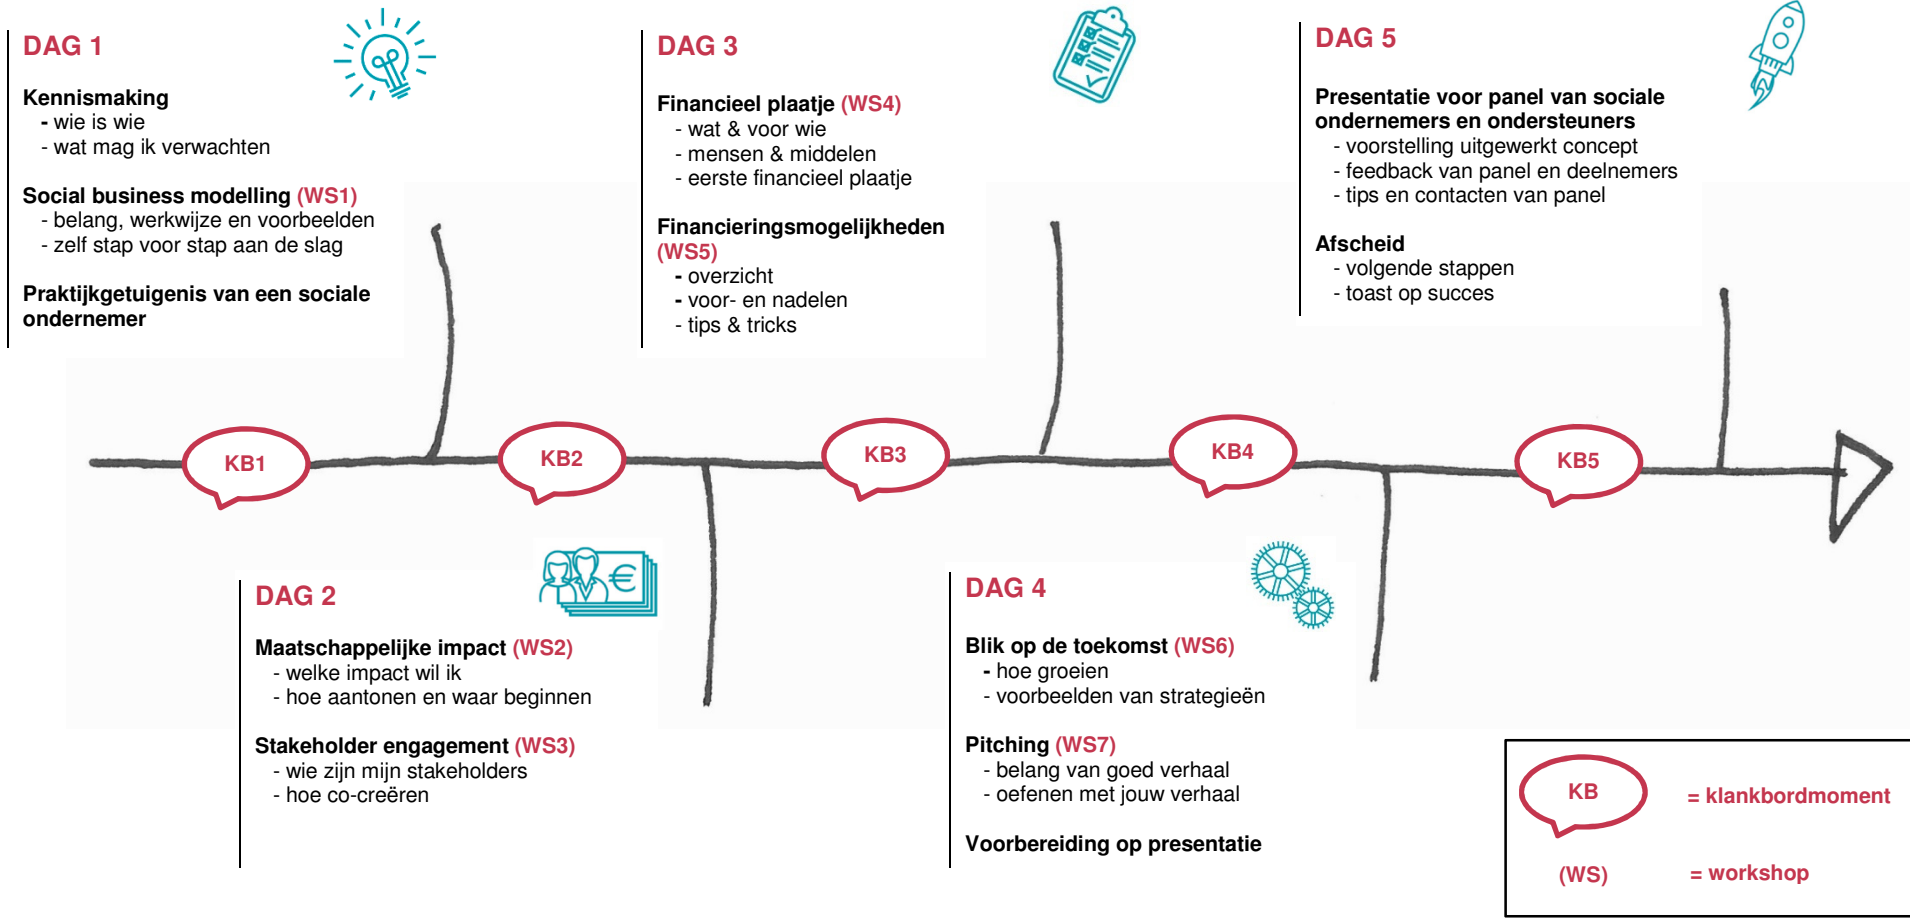 DAG 1
Kennismaking
- wie is wie
- wat mag ik verwachten
Social business modelling (WS1)
- belang, werkwijze en voorbeelden
- zelf stap voor stap aan de slag
Praktijkgetuigenis van een sociale
ondernemer
DAG 3
Financieel plaatje (WS4)
- wat & voor wie
- mensen & middelen
- eerste financieel plaatje
Financieringsmogelijkheden
(WS5)
- overzicht
- voor- en nadelen
- tips & tricks
DAG 5
Presentatie voor panel van sociale
ondernemers en ondersteuners
- voorstelling uitgewerkt concept
- feedback van panel en deelnemers
- tips en contacten van panel
Afscheid
- volgende stappen
- toast op succes
KB1
KB2
KB3
KB4
KB5
DAG 2
€
Maatschappelijke impact (WS2)
- welke impact wil ik
- hoe aantonen en waar beginnen
Stakeholder engagement (WS3)
- wie zijn mijn stakeholders
- hoe co-creëren
DAG 4
Blik op de toekomst (WS6)
- hoe groeien
- voorbeelden van strategieën
Pitching (WS7)
- belang van goed verhaal
- oefenen met jouw verhaal
Voorbereiding op presentatie
KB = klankbordmoment
(WS) = workshop